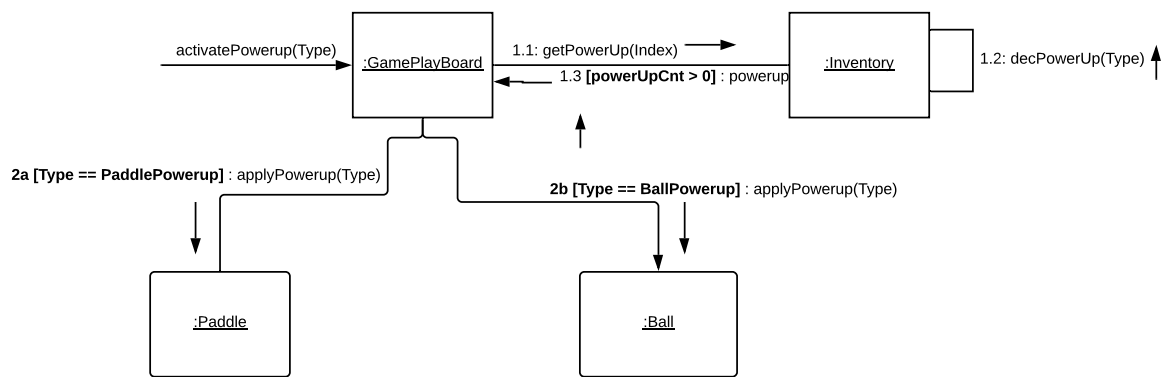 activatePowerup(Type)
:GamePlayBoard
1.1: getPowerUp(Index)
:Inventory
1.2: decPowerUp(Type)
1.3 [powerUpCnt > 0] : powerup
2a [Type == PaddlePowerup] : applyPowerup(Type)
2b [Type == BallPowerup] : applyPowerup(Type)
:Paddle
:Ball